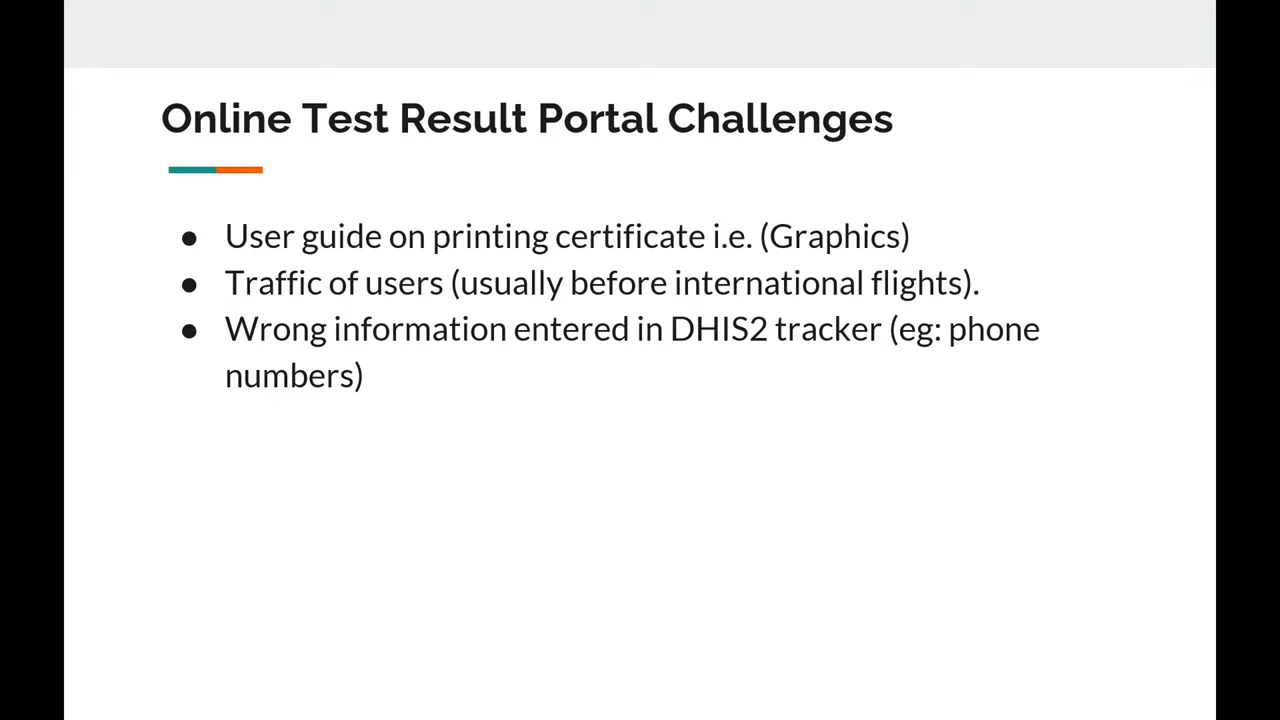 Online Test Result Portal Challenges
● User guide on printing certificate i.e. (Graphics)
● Traffic of users (usually before international flights).
● Wrong information entered in DHIS2 tracker (eg: phone
numbers)